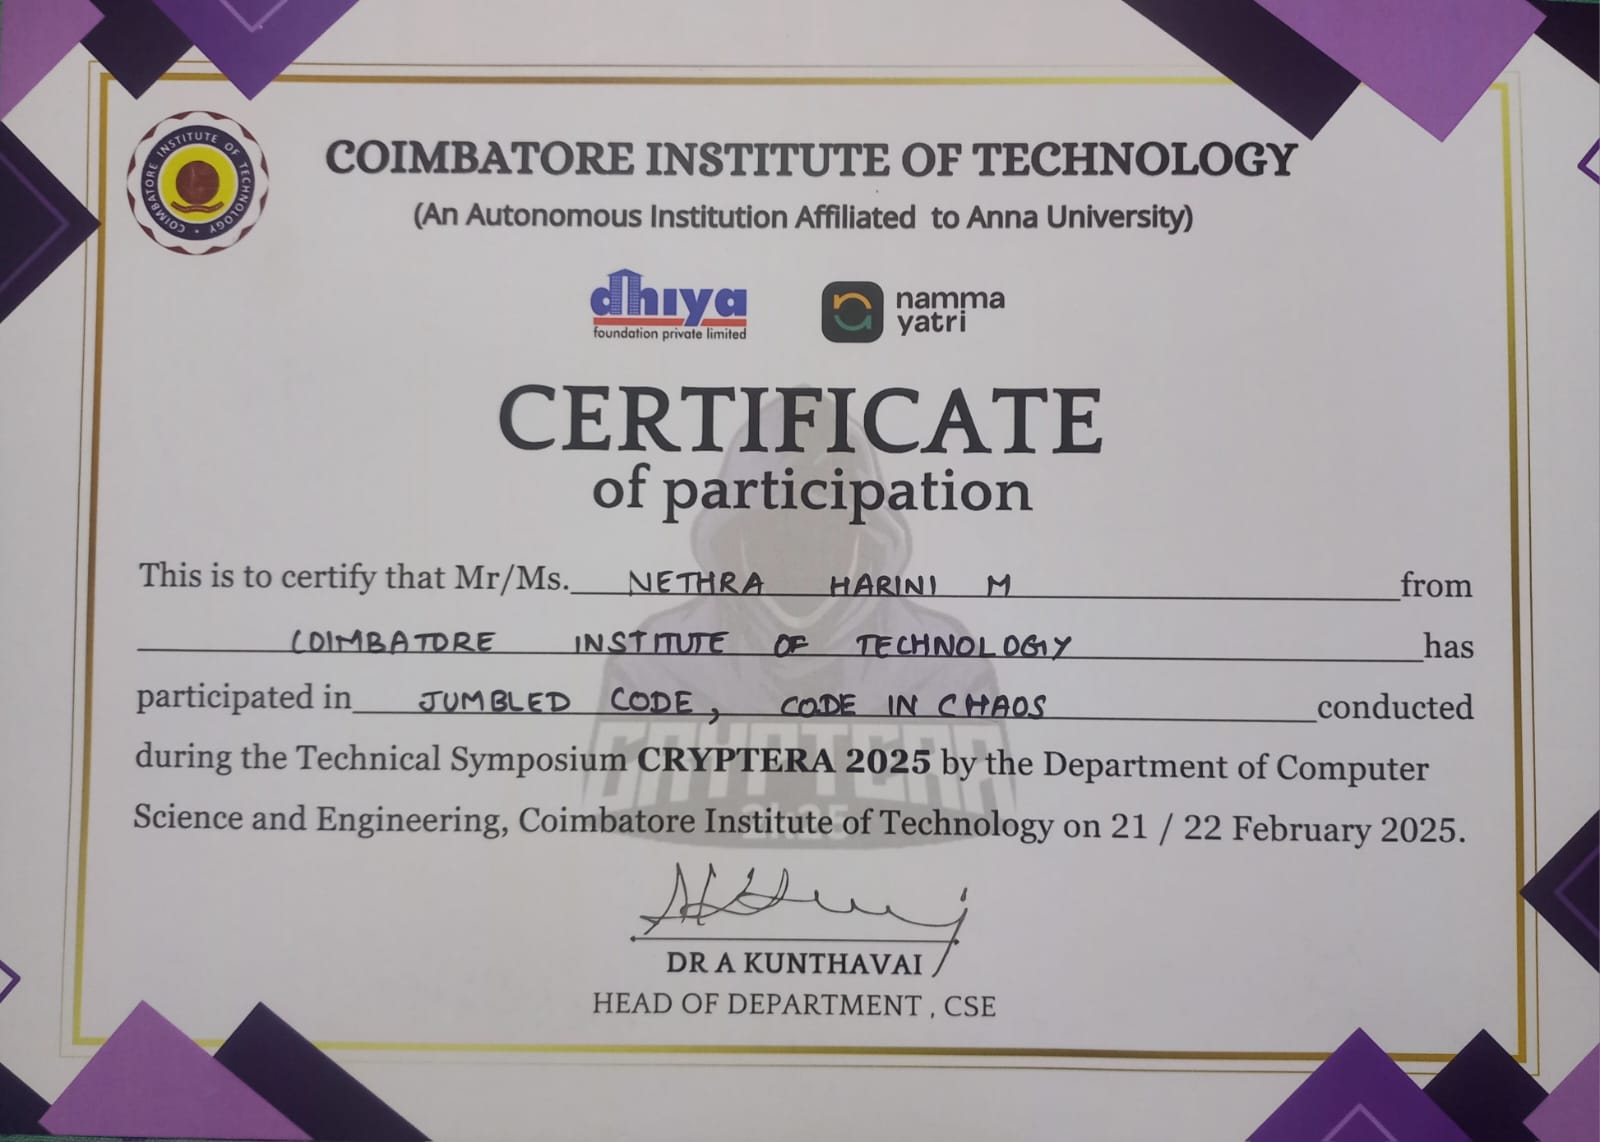 COIMBATORE INSTITUTE OF TECHNOLOGY
COIMBATORE INSTITUTE OF TECHNOLOGY
(An Autonomous Institution Affiliated to Anna University)
dhiya
foundation private limited
namma
yatri
CERTIFICATE
of participation
This is to certify that Mr/Ms. NETHRA HARINI M from
COIMBATORE INSTITUTE OF TECHNOLOGY has
participated in JUMBLED CODE, CODE IN CHAOS conducted
during the Technical Symposium CRYPTERA 2025 by the Department of Computer
Science and Engineering, Coimbatore Institute of Technology on 21 / 22 February 2025.
CRYPTERA
2K25
DR A KUNTHAVAI
HEAD OF DEPARTMENT , CSE